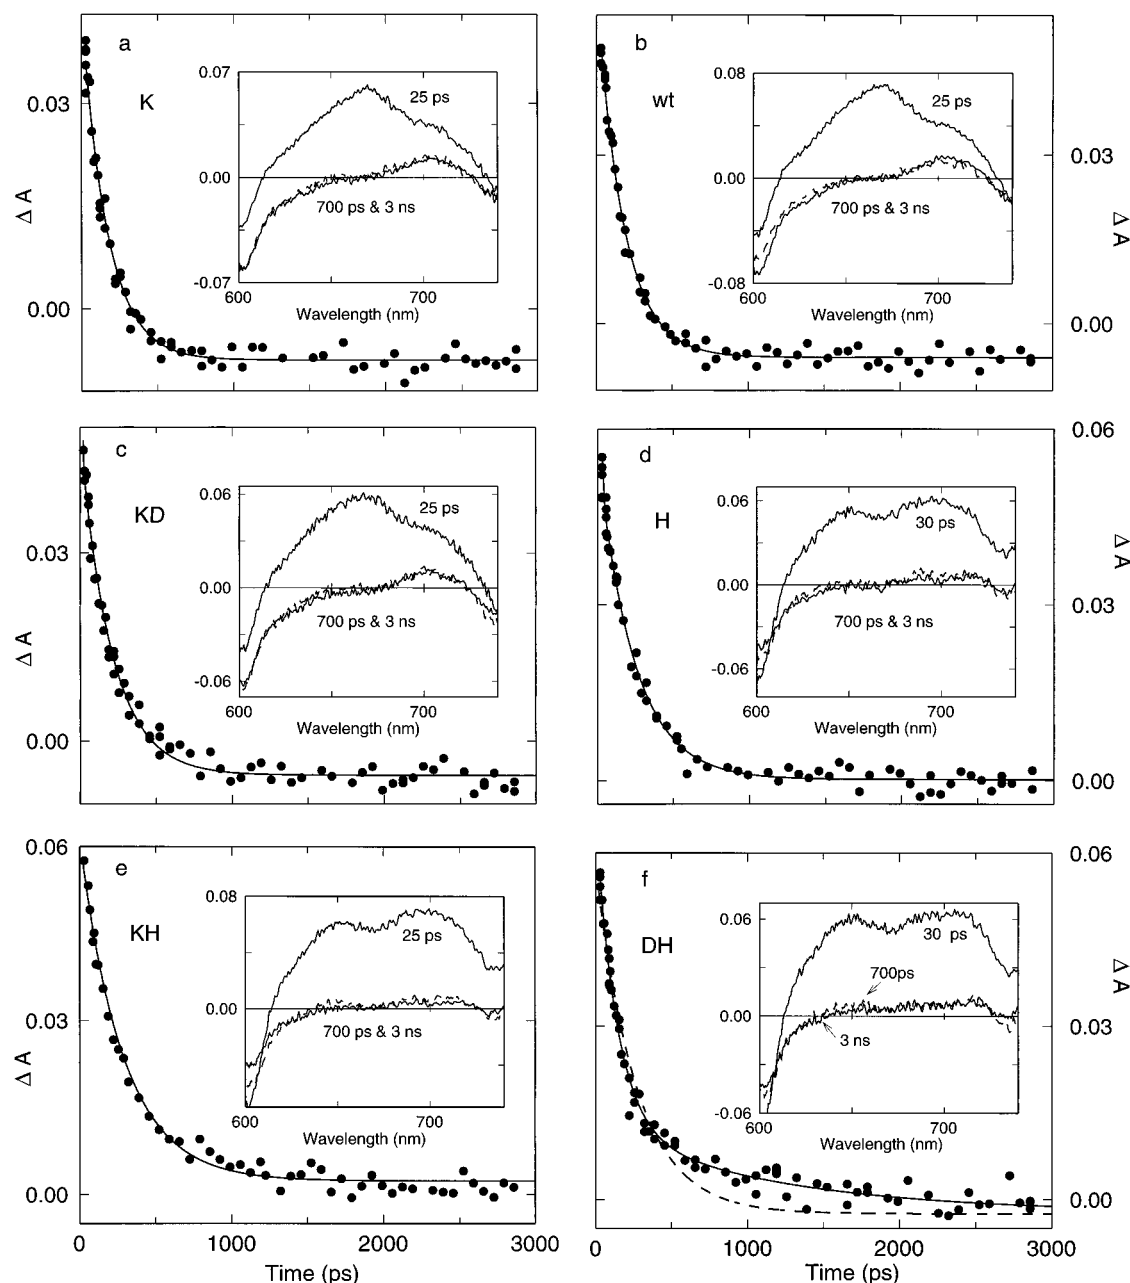 a
K
0.07
0.00
-0.07
25 ps
700 ps & 3 ns
600
700
Wavelength (nm)
0.03
0.00
Δ A
b
wt
0.08
0.00
-0.08
25 ps
700 ps & 3 ns
600
700
Wavelength (nm)
0.03
0.00
Δ A
c
KD
0.06
0.00
-0.06
25 ps
700 ps & 3 ns
600
700
Wavelength (nm)
0.03
0.00
Δ A
d
H
0.06
0.00
-0.06
30 ps
700 ps & 3 ns
600
700
Wavelength (nm)
0.06
0.03
0.00
Δ A
e
KH
0.08
0.00
25 ps
700 ps & 3 ns
600
700
Wavelength (nm)
0.06
0.03
0.00
Δ A
0
1000
2000
3000
Time (ps)
f
DH
0.06
0.00
-0.06
30 ps
700ps
3 ns
600
700
Wavelength (nm)
0.06
0.03
0.00
Δ A
0
1000
2000
3000
Time (ps)